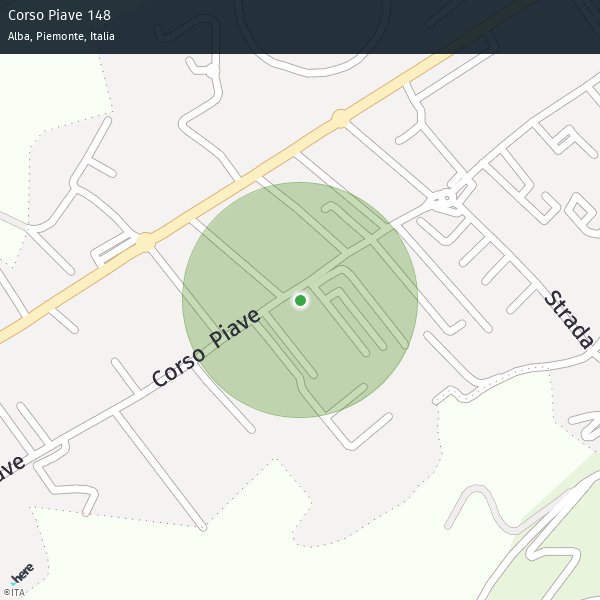 Corso Piave 148
Alba, Piemonte, Italia
Strada
Corso Piave
ave
here
©ITA